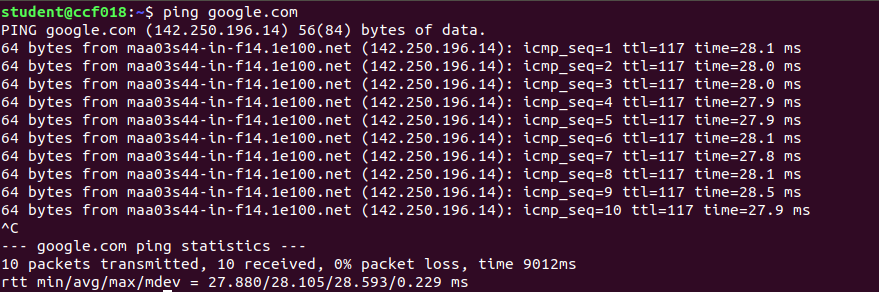 student@ccf018:~$ ping google.com
PING google.com (142.250.196.14) 56(84) bytes of data.
64 bytes from maa03s44-in-f14.1e100.net (142.250.196.14): icmp_seq=1 ttl=117 time=28.1 ms
64 bytes from maa03s44-in-f14.1e100.net (142.250.196.14): icmp_seq=2 ttl=117 time=28.0 ms
64 bytes from maa03s44-in-f14.1e100.net (142.250.196.14): icmp_seq=3 ttl=117 time=28.0 ms
64 bytes from maa03s44-in-f14.1e100.net (142.250.196.14): icmp_seq=4 ttl=117 time=27.9 ms
64 bytes from maa03s44-in-f14.1e100.net (142.250.196.14): icmp_seq=5 ttl=117 time=27.9 ms
64 bytes from maa03s44-in-f14.1e100.net (142.250.196.14): icmp_seq=6 ttl=117 time=28.1 ms
64 bytes from maa03s44-in-f14.1e100.net (142.250.196.14): icmp_seq=7 ttl=117 time=27.8 ms
64 bytes from maa03s44-in-f14.1e100.net (142.250.196.14): icmp_seq=8 ttl=117 time=28.1 ms
64 bytes from maa03s44-in-f14.1e100.net (142.250.196.14): icmp_seq=9 ttl=117 time=28.5 ms
64 bytes from maa03s44-in-f14.1e100.net (142.250.196.14): icmp_seq=10 ttl=117 time=27.9 ms
^C
--- google.com ping statistics ---
10 packets transmitted, 10 received, 0% packet loss, time 9012ms
rtt min/avg/max/mdev = 27.880/28.105/28.593/0.229 ms